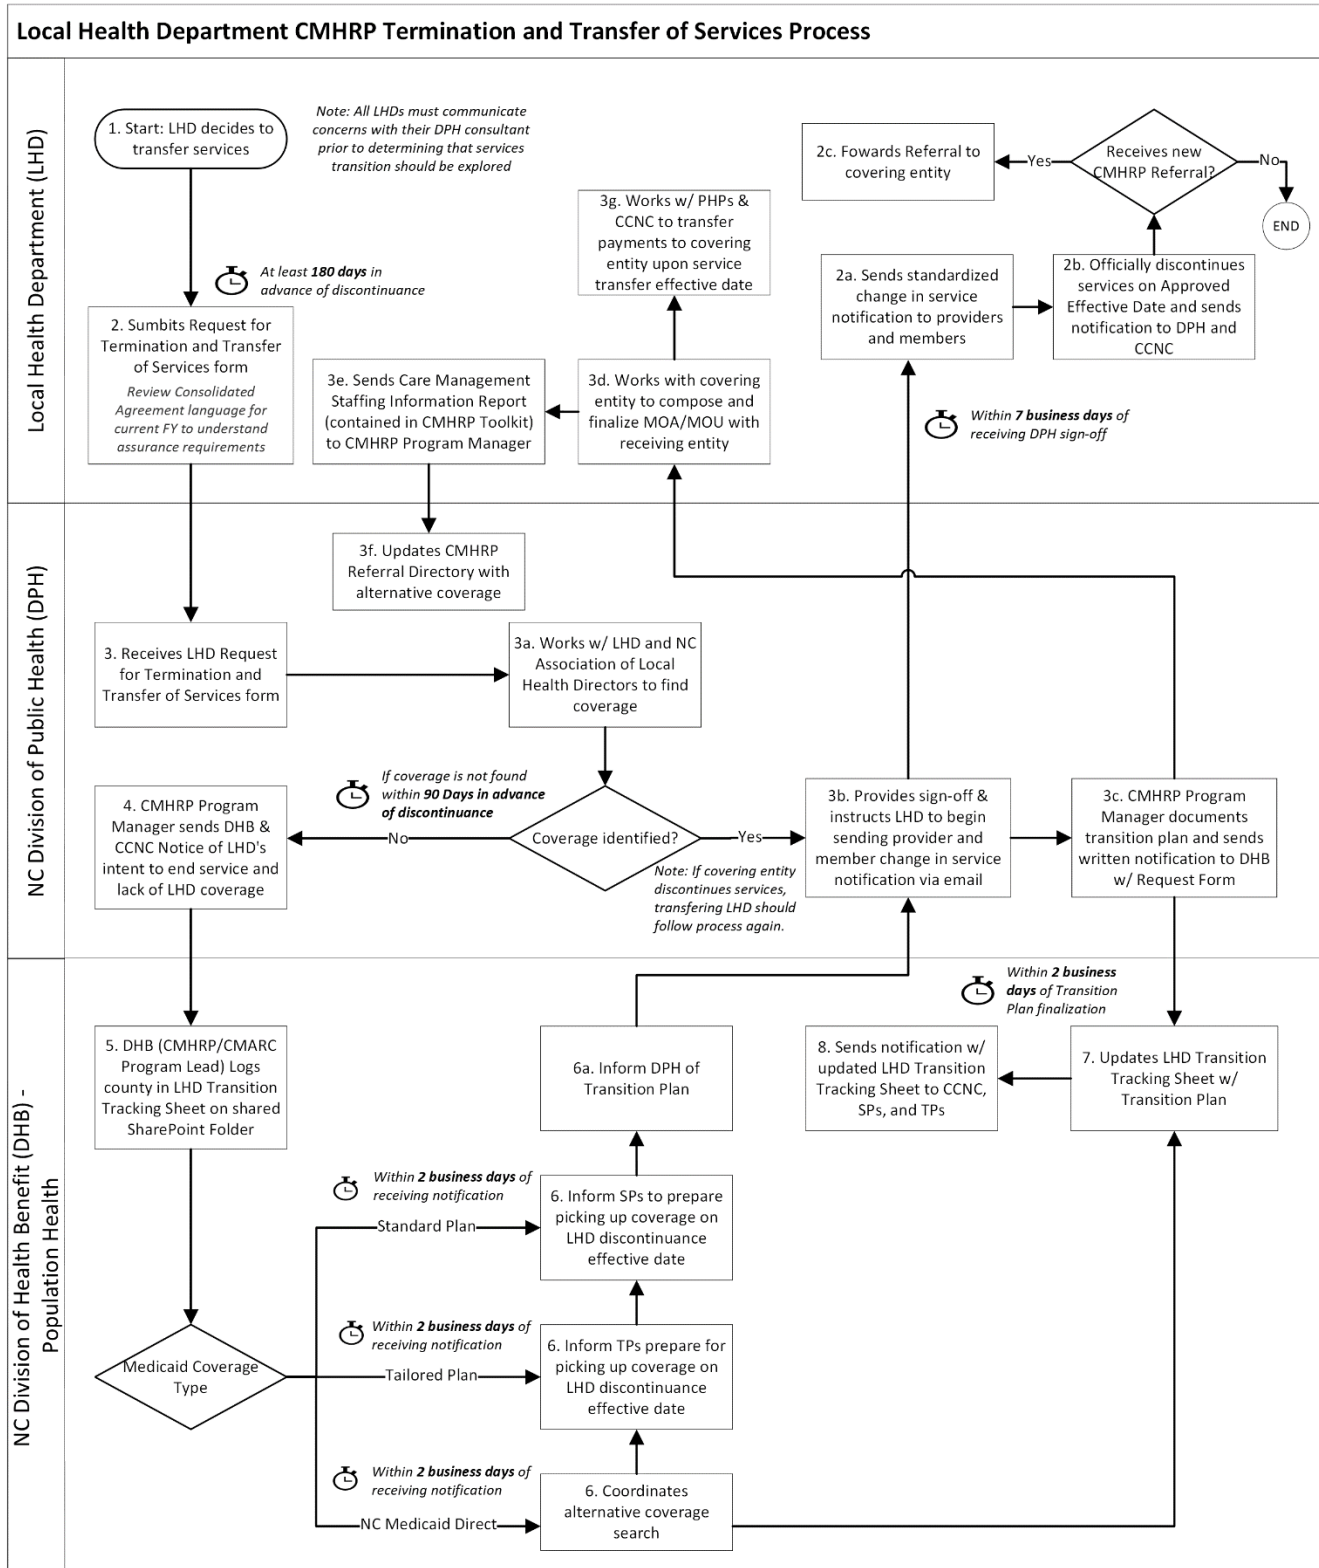 Local Health Department CMHRP Termination and Transfer of Services Process
Local Health Department (LHD)
1. Start: LHD decides to
transfer services
Note: All LHDs must communicate
concerns with their DPH consultant
prior to determining that services
transition should be explored
At least 180 days in
advance of discontinuance
2. Sumbits Request for
Termination and Transfer
of Services form
Review Consolidated
Agreement language for
current FY to understand
assurance requirements
3g. Works w/ PHPs &
CCNC to transfer
payments to covering
entity upon service
transfer effective date
3e. Sends Care Management
Staffing Information Report
(contained in CMHRP Toolkit)
to CMHRP Program Manager
3d. Works with covering
entity to compose and
finalize MOA/MOU with
receiving entity
2c. Fowards Referral to
covering entity
Yes
Receives new
CMHRP Referral?
No
END
2a. Sends standardized
change in service
notification to providers
and members
2b. Officially discontinues
services on Approved
Effective Date and sends
notification to DPH and
CCNC
Within 7 business days of
receiving DPH sign-off
NC Division of Public Health (DPH)
3f. Updates CMHRP
Referral Directory with
alternative coverage
3. Receives LHD Request
for Termination and
Transfer of Services form
3a. Works w/ LHD and NC
Association of Local
Health Directors to find
coverage
If coverage is not found
within 90 Days in advance
of discontinuance
4. CMHRP Program
Manager sends DHB &
CCNC Notice of LHD's
intent to end service and
lack of LHD coverage
No
Coverage identified?
Yes
Note: If covering entity
discontinues services,
transfering LHD should
follow process again.
3b. Provides sign-off &
instructs LHD to begin
sending provider and
member change in service
notification via email
3c. CMHRP Program
Manager documents
transition plan and sends
written notification to DHB
w/ Request Form
NC Division of Health Benefit (DHB) -
Population Health
Within 2 business
days of Transition
Plan finalization
5. DHB (CMHRP/CMARC
Program Lead) Logs
county in LHD Transition
Tracking Sheet on shared
SharePoint Folder
6a. Inform DPH of
Transition Plan
8. Sends notification w/
updated LHD Transition
Tracking Sheet to CCNC,
SPs, and TPs
7. Updates LHD Transition
Tracking Sheet w/
Transition Plan
Within 2 business days of
receiving notification
Standard Plan
6. Inform SPs to prepare
picking up coverage on
LHD discontinuance
effective date
Within 2 business days of
receiving notification
Medicaid Coverage
Type
Tailored Plan
6. Inform TPs prepare for
picking up coverage on
LHD discontinuance
effective date
Within 2 business days of
receiving notification
NC Medicaid Direct
6. Coordinates
alternative coverage
search